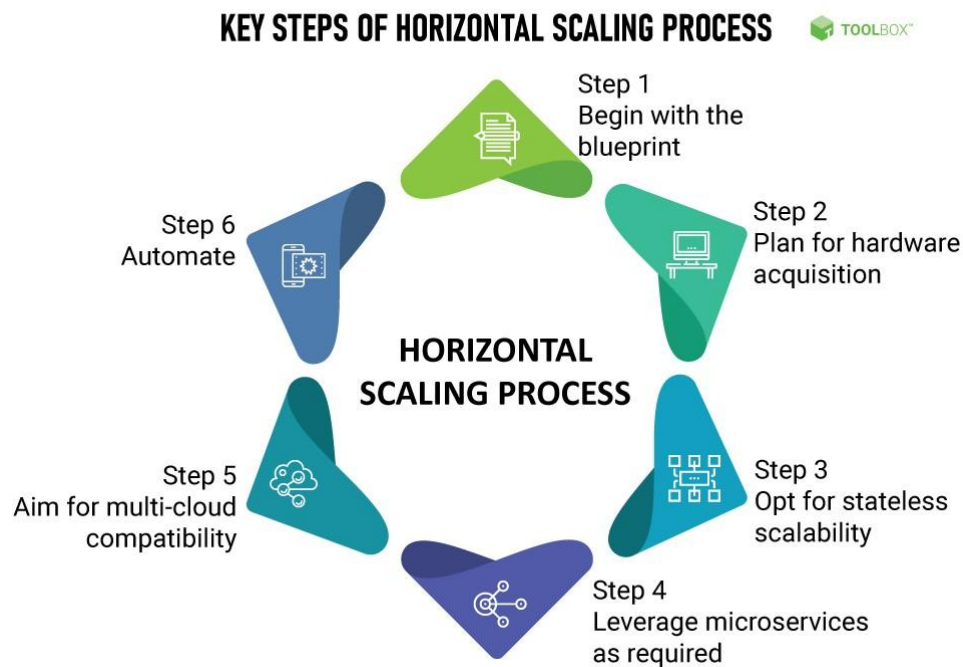 KEY STEPS OF HORIZONTAL SCALING PROCESS
TOOLBOX™
Step 1
Begin with the
blueprint
Step 2
Plan for hardware
acquisition
Step 3
Opt for stateless
scalability
Step 4
Leverage microservices
as required
Step 5
Aim for multi-cloud
compatibility
Step 6
Automate
HORIZONTAL
SCALING PROCESS